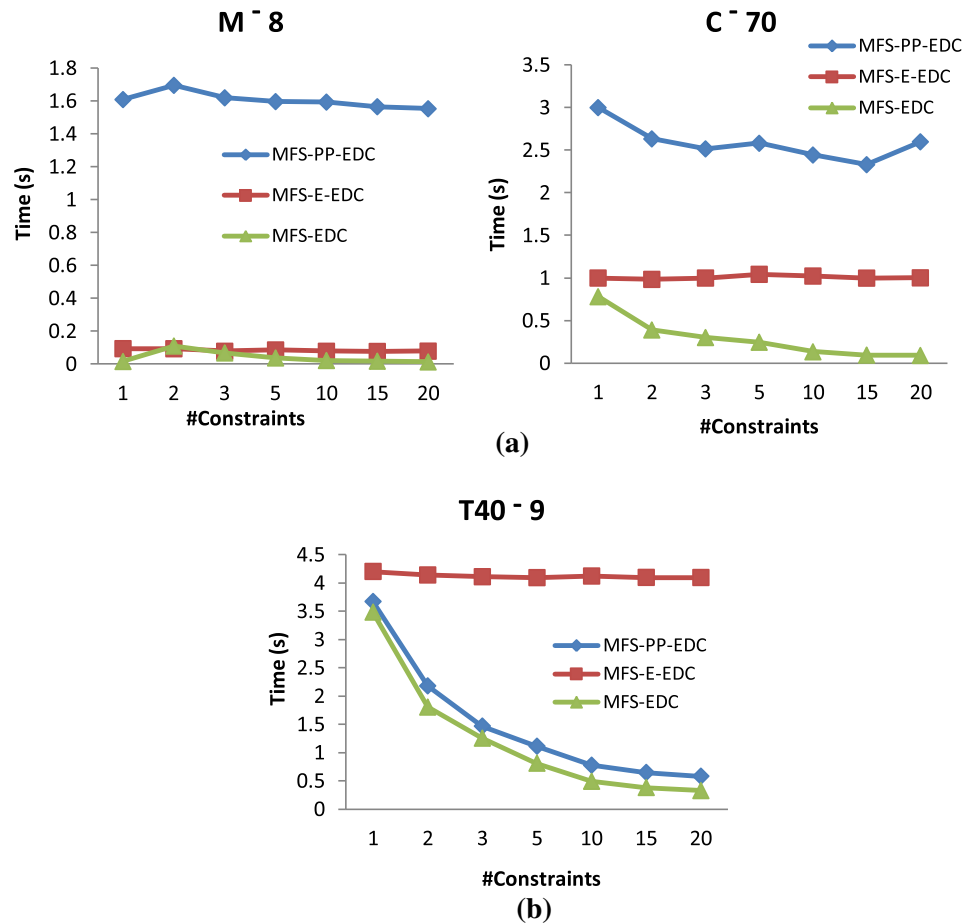 M - 8
1.8
1.6
1.4
1.2
1
0.8
0.6
0.4
0.2
0
Time (s)
MFS-PP-EDC
MFS-E-EDC
MFS-EDC
1 2 3 5 10 15 20
#Constraints
C - 70
MFS-PP-EDC
MFS-E-EDC
MFS-EDC
3.5
3
2.5
2
1.5
1
0.5
0
Time (s)
1 2 3 5 10 15 20
#Constraints
(a)
T40 - 9
4.5
4
3.5
3
2.5
2
1.5
1
0.5
0
Time (s)
MFS-PP-EDC
MFS-E-EDC
MFS-EDC
1 2 3 5 10 15 20
#Constraints
(b)